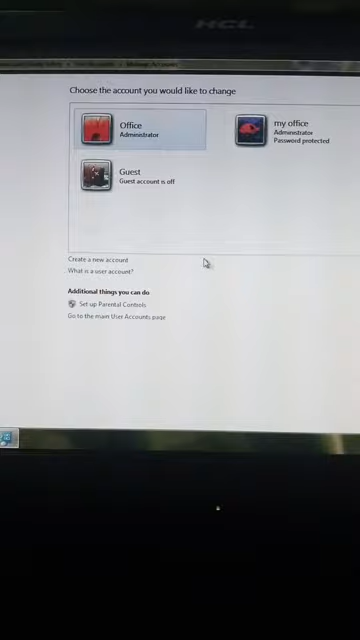 HCL
Manage Accounts
Choose the account you would like to change
Office
Administrator
my office
Administrator
Password protected
Guest
Guest account is off
Create a new account
What is a user account?
Additional things you can do
Set up Parental Controls
Go to the main User Accounts page